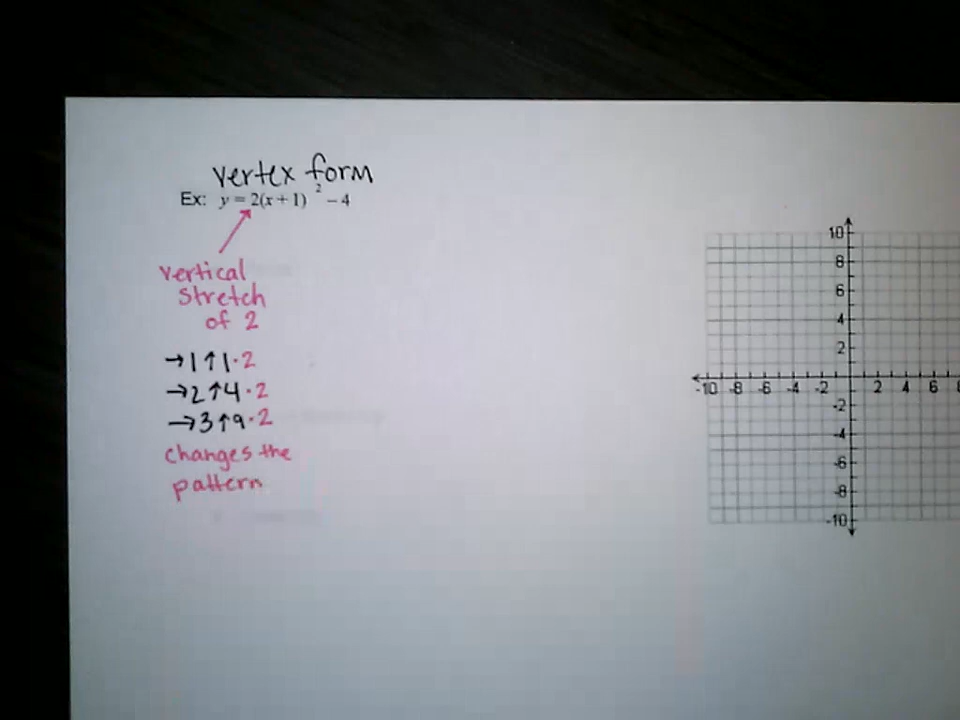 vertex form
Ex: y = 2(x+1)² − 4
vertical
stretch
of 2
→1↑1·2
→2↑4·2
→3↑9·2
changes the
pattern
10
8
6
4
2
-10 -8 -6 -4 -2 2 4 6 8
-2
-4
-6
-8
-10